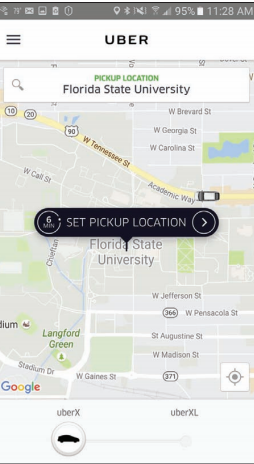 95% 11:28 AM
UBER
PICKUP LOCATION
Florida State University
10
20
90
W Brevard St
W Georgia St
W Carolina St
W Tennessee St
W Call St
Academic Way
6 MIN SET PICKUP LOCATION
Chieftan
Florida State
University
W Jefferson St
366 W Pensacola St
dium
Langford
Green
St Augustine St
W Madison St
Stadium Dr
W Gaines St
371
Google
uberX uberXL